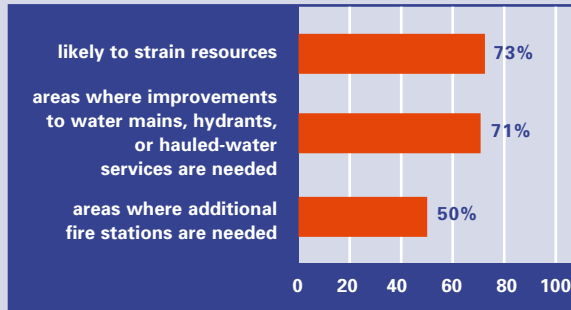 likely to strain resources
73%
areas where improvements
to water mains, hydrants,
or hauled-water
services are needed
71%
areas where additional
fire stations are needed
50%
0 20 40 60 80 100